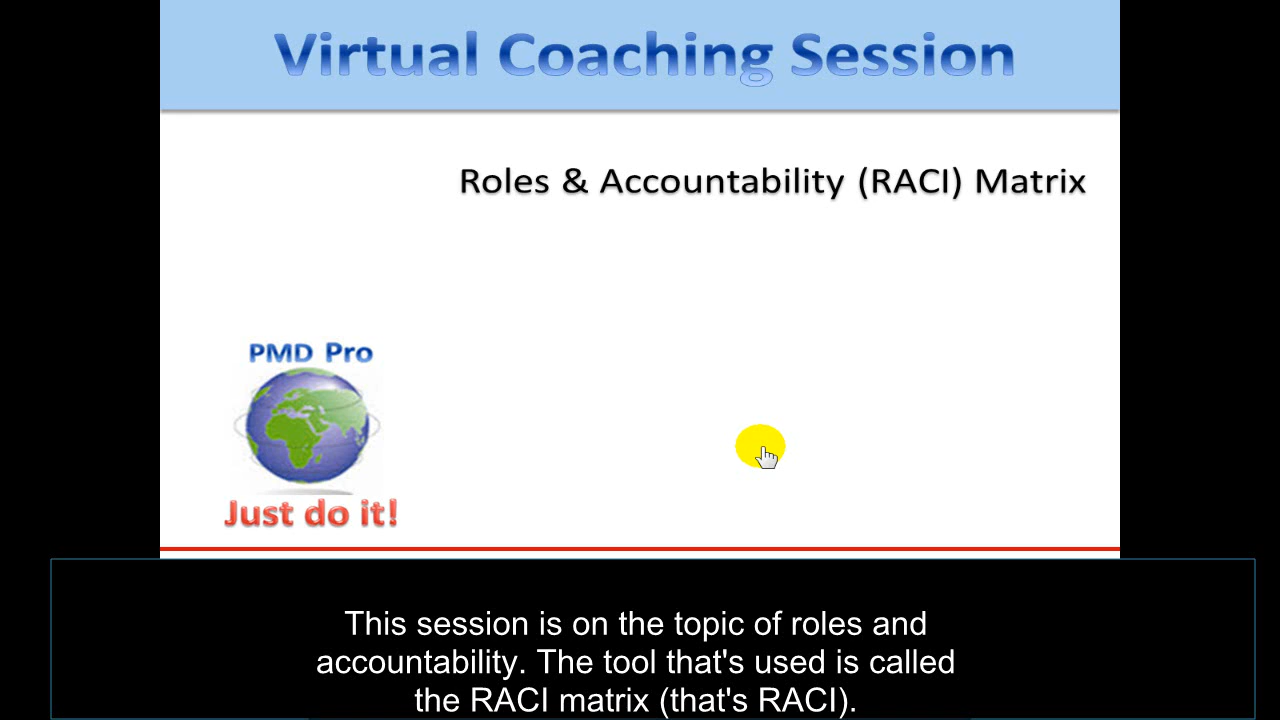 Virtual Coaching Session
Roles & Accountability (RACI) Matrix
PMD Pro
Just do it!
This session is on the topic of roles and
accountability. The tool that's used is called
the RACI matrix (that's RACI).